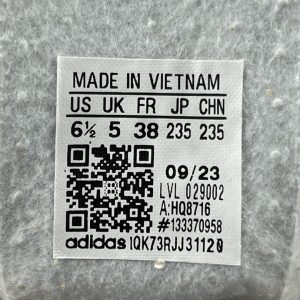 MADE IN VIETNAM
US UK FR JP CHN
6½ 5 38 235 235
09/23
LVL 029002
A:HQ8716
#133370958
adidas 1QK73RJJ31120